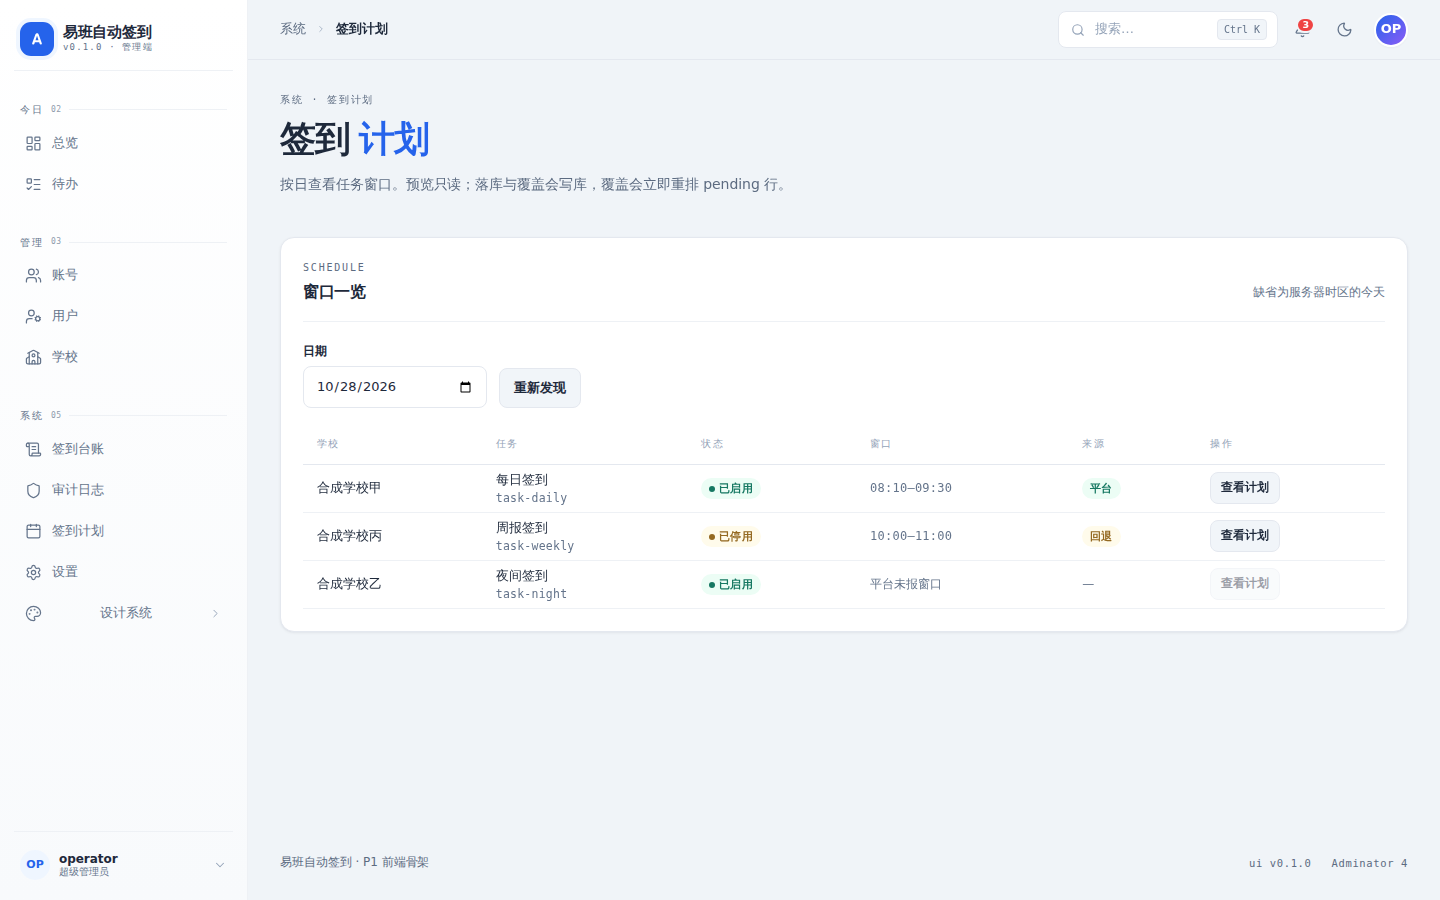 A
易班自动签到
v0.1.0 · 管理端
今日 02
总览
待办
管理 03
账号
用户
学校
系统 05
签到台账
审计日志
签到计划
设置
设计系统
OP
operator
超级管理员
系统 签到计划
搜索...
Ctrl K
3
OP
系统 · 签到计划
签到 计划
按日查看任务窗口。预览只读；落库与覆盖会写库，覆盖会立即重排 pending 行。
SCHEDULE
窗口一览
缺省为服务器时区的今天
日期
10/28/2026
重新发现
学校 任务 状态 窗口 来源 操作
合成学校甲 每日签到 已启用 08:10—09:30 平台 查看计划
task-daily
合成学校丙 周报签到 已停用 10:00—11:00 回退 查看计划
task-weekly
合成学校乙 夜间签到 已启用 平台未报窗口 — 查看计划
task-night
易班自动签到 · P1 前端骨架
ui v0.1.0 Adminator 4